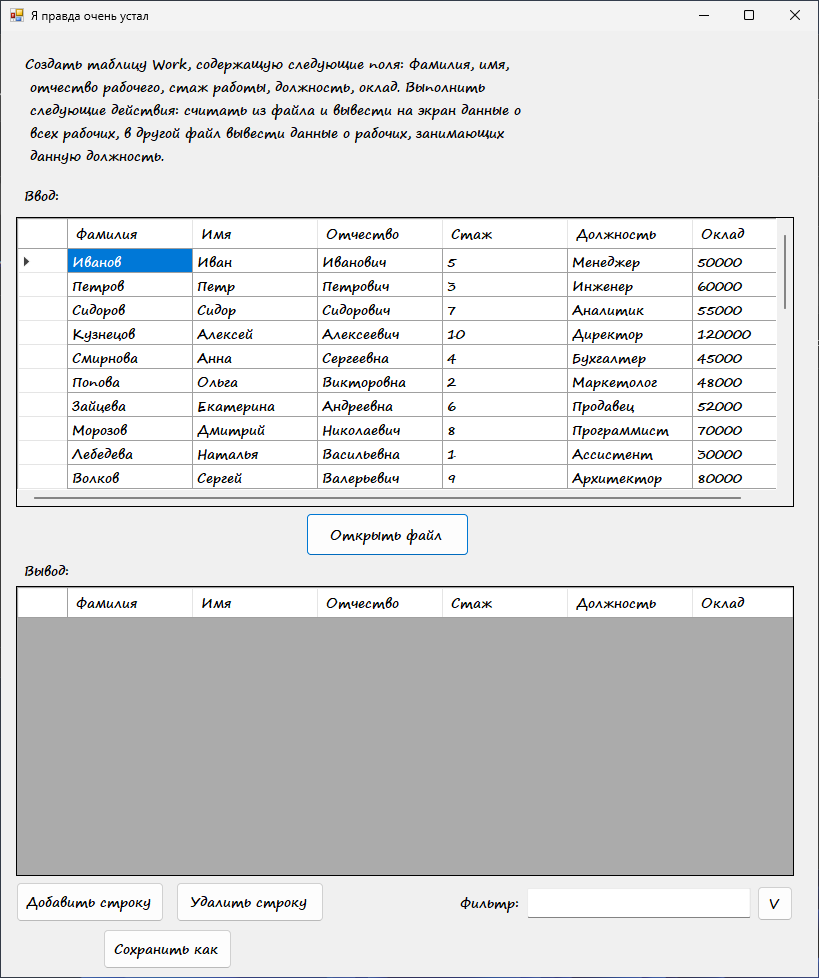 Я правда очень устал
Создать таблицу Work, содержащую следующие поля: Фамилия, имя,
отчество рабочего, стаж работы, должность, оклад. Выполнить
следующие действия: считать из файла и вывести на экран данные о
всех рабочих, в другой файл вывести данные о рабочих, занимающих
данную должность.
Ввод:
Фамилия Имя Отчество Стаж Должность Оклад
Иванов Иван Иванович 5 Менеджер 50000
Петров Петр Петрович 3 Инженер 60000
Сидоров Сидор Сидорович 7 Аналитик 55000
Кузнецов Алексей Алексеевич 10 Директор 120000
Смирнова Анна Сергеевна 4 Бухгалтер 45000
Попова Ольга Викторовна 2 Маркетолог 48000
Зайцева Екатерина Андреевна 6 Продавец 52000
Морозов Дмитрий Николаевич 8 Программист 70000
Лебедева Наталья Васильевна 1 Ассистент 30000
Волков Сергей Валерьевич 9 Архитектор 80000
Открыть файл
Вывод:
Фамилия Имя Отчество Стаж Должность Оклад
Добавить строку Удалить строку Фильтр: V
Сохранить как